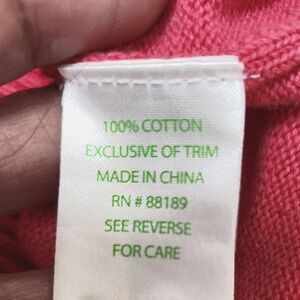 100% COTTON
EXCLUSIVE OF TRIM
MADE IN CHINA
RN # 88189
SEE REVERSE
FOR CARE